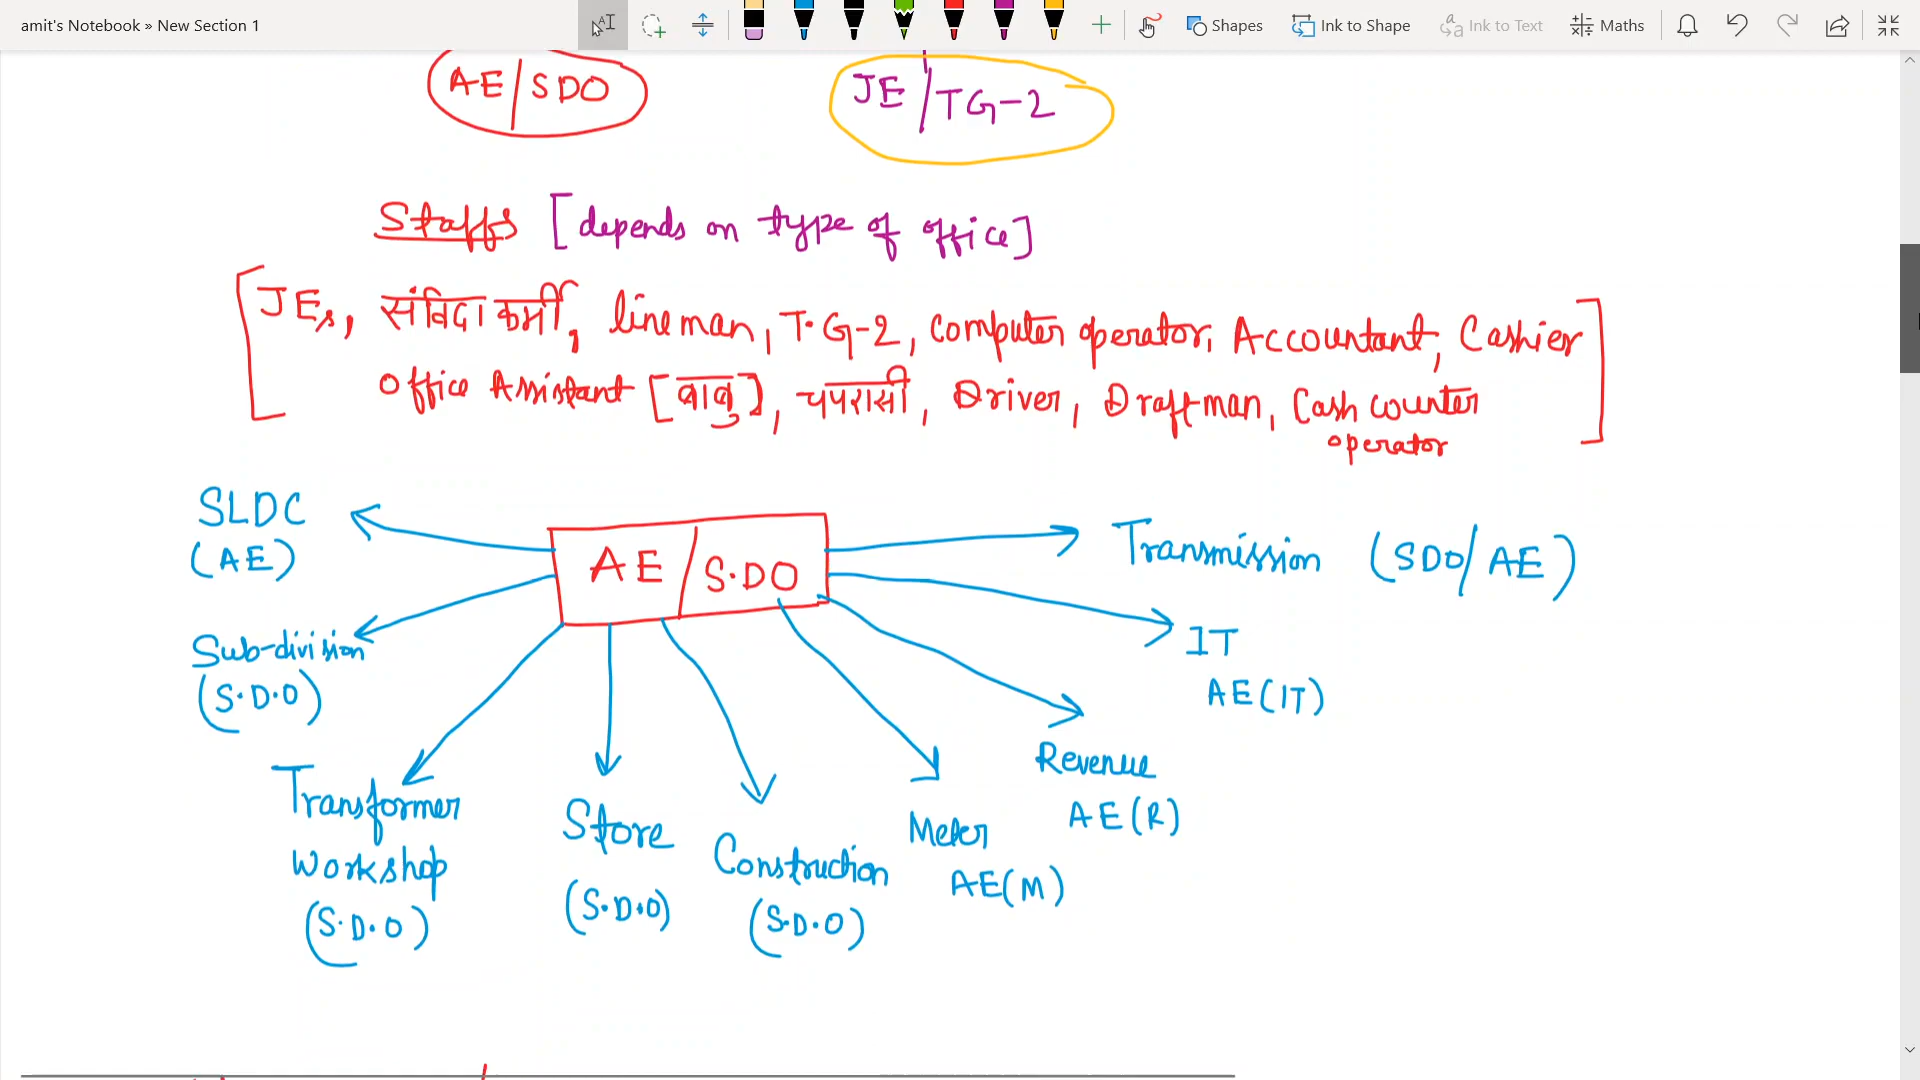 amit's Notebook » New Section 1
Shapes
Ink to Shape
Ink to Text
Maths
AE/SDO
JE/TG-2
Staffs [depends on type of office]
[JEs, संविदा कर्मी, lineman, T.G-2, Computer operator, Accountant, Cashier
Office Assistant [बाबू], चपरासी, Driver, Draftman, Cash counter
operator]
SLDC
(AE)
AE/S.DO
Transmission (SDO/AE)
Sub-division
(S.D.O)
IT
AE(IT)
Transformer
Workshop
(S.D.O)
Store
(S.D.O)
Construction
(S.D.O)
Meter
AE(M)
Revenue
AE(R)